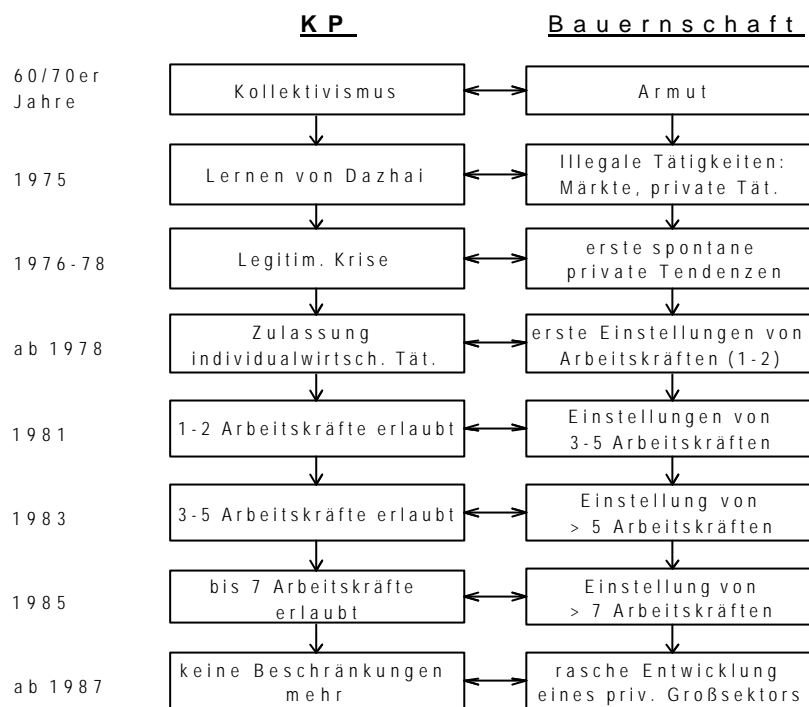 KP Bauernschaft
60/70er
Jahre
Kollektivismus
Armut
1975
Lernen von Dazhai
Illegale Tätigkeiten:
Märkte, private Tät.
1976-78
Legitim. Krise
erste spontane
private Tendenzen
ab 1978
Zulassung
individualwirtsch. Tät.
erste Einstellungen von
Arbeitskräften (1-2)
1981
1-2 Arbeitskräfte erlaubt
Einstellungen von
3-5 Arbeitskräften
1983
3-5 Arbeitskräfte erlaubt
Einstellung von
> 5 Arbeitskräften
1985
bis 7 Arbeitskräfte
erlaubt
Einstellung von
> 7 Arbeitskräften
ab 1987
keine Beschränkungen
mehr
rasche Entwicklung
eines priv. Großsektors